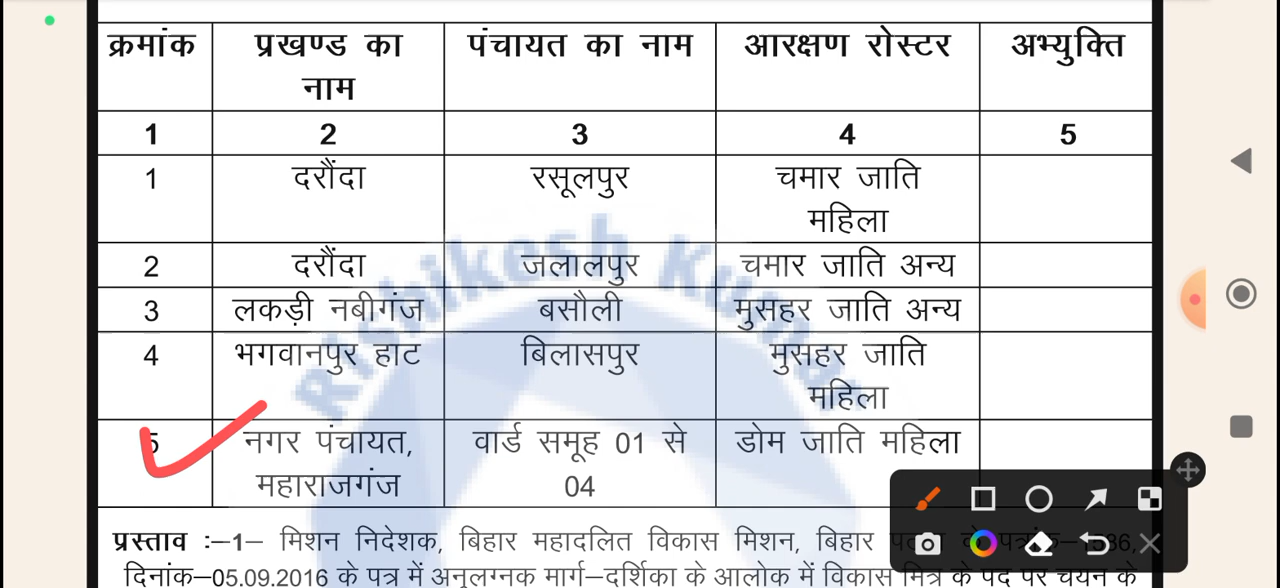 क्रमांक प्रखण्ड का नाम पंचायत का नाम आरक्षण रोस्टर अभ्युक्ति
1 2 3 4 5
1 दरौंदा रसूलपुर चमार जाति महिला
2 दरौंदा जलालपुर चमार जाति अन्य
3 लकड़ी नबीगंज बसौली मुसहर जाति अन्य
4 भगवानपुर हाट बिलासपुर मुसहर जाति महिला
5 नगर पंचायत, महाराजगंज वार्ड समूह 01 से 04 डोम जाति महिला
Rishikesh Kumar
प्रस्ताव :–1– मिशन निदेशक, बिहार महादलित विकास मिशन, बिहार
दिनांक–05.09.2016 के पत्र में अनुलग्नक मार्ग–दर्शिका के आलोक में विकास मित्र के पद पर चयन के